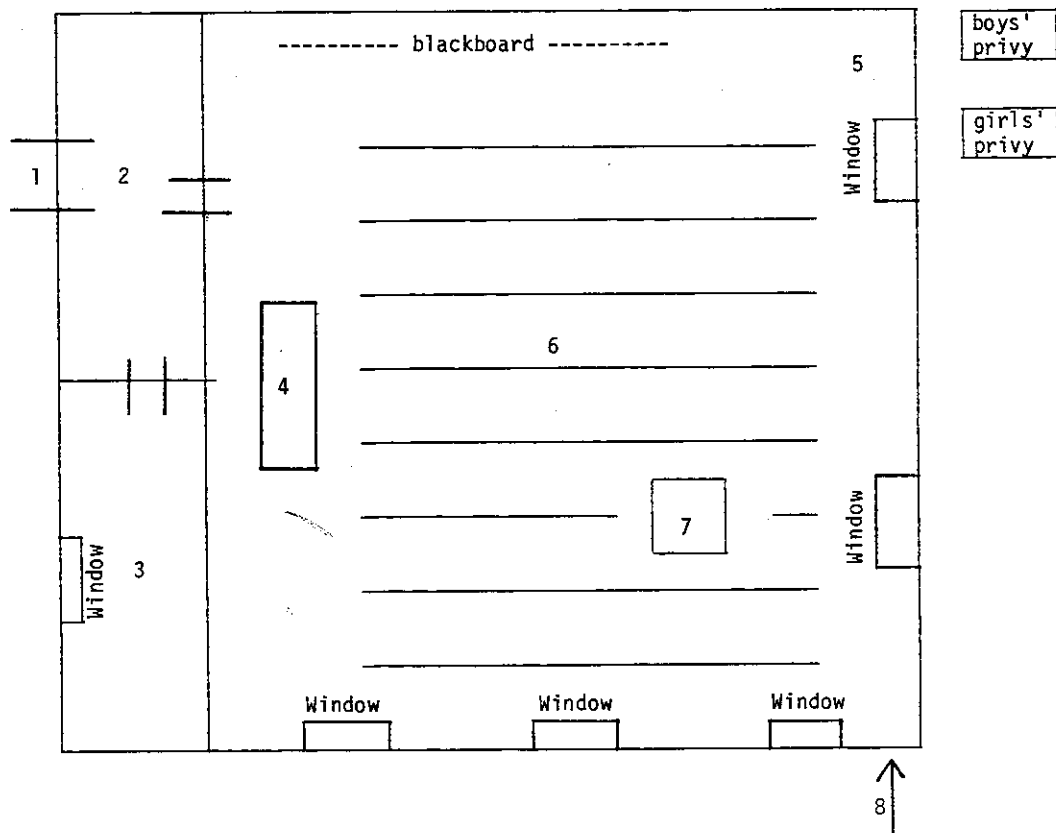 boys'
privy
---------- blackboard ----------
5
girls'
privy
Window
1
2
6
4
7
Window
3
Window
Window
Window
Window
8